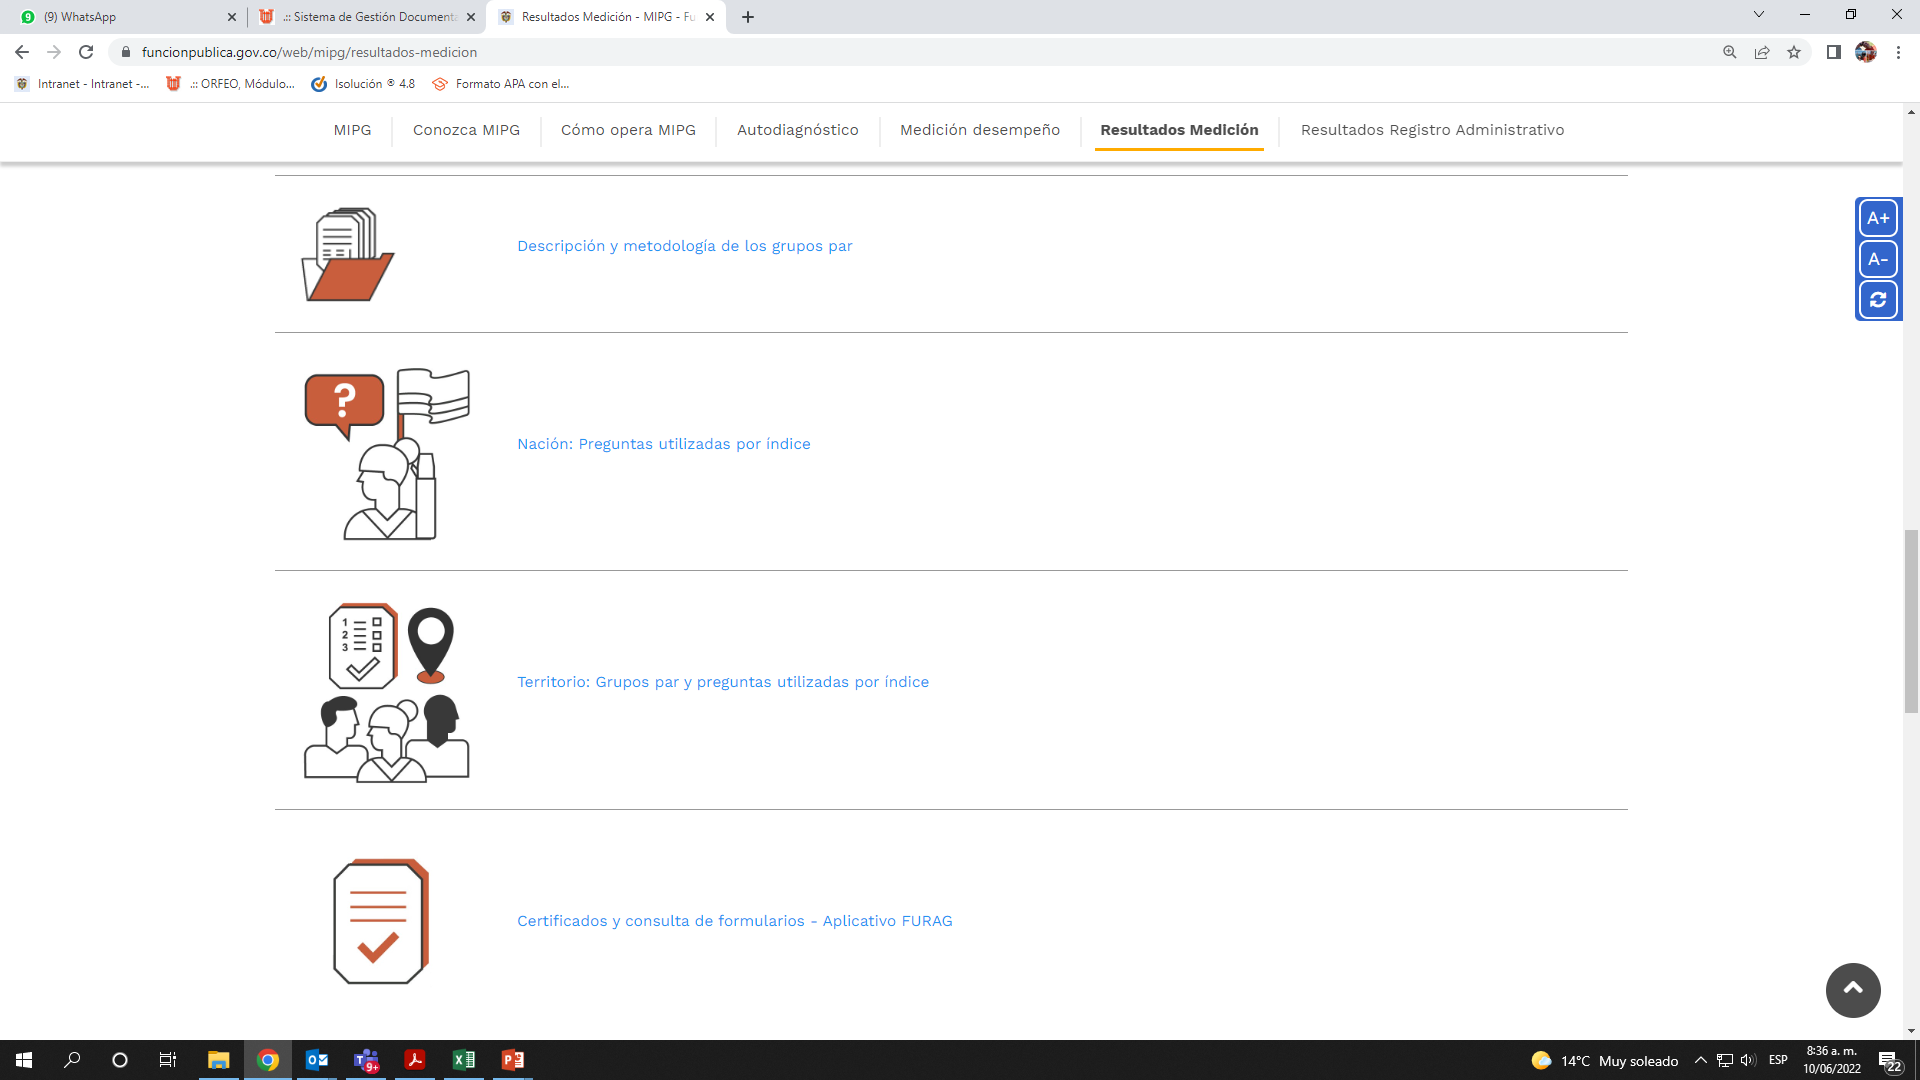 9
(9) WhatsApp
.:: Sistema de Gestión Documenta
Resultados Medición - MIPG - Fu
funcionpublica.gov.co/web/mipg/resultados-medicion
Intranet - Intranet -...
.:: ORFEO, Módulo...
Isolución ® 4.8
Formato APA con el...
MIPG
Conozca MIPG
Cómo opera MIPG
Autodiagnóstico
Medición desempeño
Resultados Medición
Resultados Registro Administrativo
A+
A-
Descripción y metodología de los grupos par
?
Nación: Preguntas utilizadas por índice
1
2
3
Territorio: Grupos par y preguntas utilizadas por índice
Certificados y consulta de formularios - Aplicativo FURAG
9+
14°C Muy soleado
ESP
8:36 a. m.
10/06/2022
22